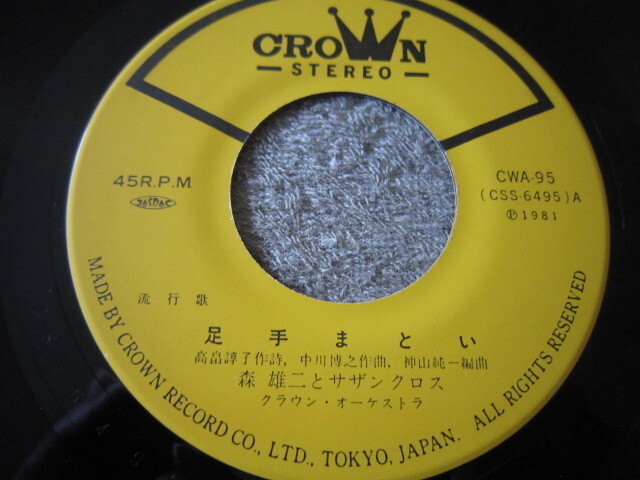 CROWN
STEREO
45R.P.M.
JASRAC
CWA-95
(CSS-6495)A
Ⓟ1981
流行歌
足手まとい
高畠諄子作詩, 中川博之作曲, 神山純一編曲
森 雄二とサザンクロス
クラウン・オーケストラ
MADE BY CROWN RECORD CO., LTD., TOKYO, JAPAN. ALL RIGHTS RESERVED